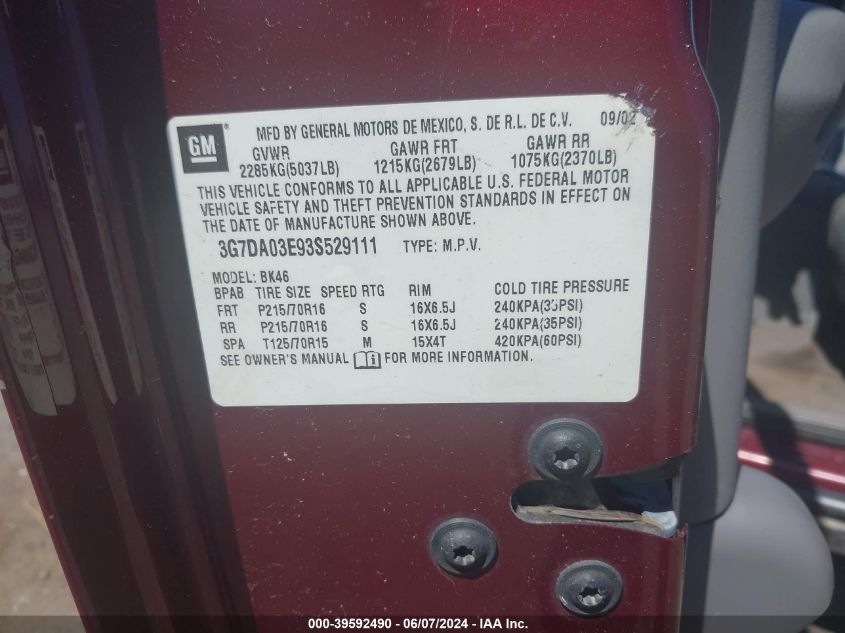 GM
MFD BY GENERAL MOTORS DE MEXICO, S. DE R.L. DE C.V. 09/02
GVWR GAWR FRT GAWR RR
2285KG(5037LB) 1215KG(2679LB) 1075KG(2370LB)
THIS VEHICLE CONFORMS TO ALL APPLICABLE U.S. FEDERAL MOTOR
VEHICLE SAFETY AND THEFT PREVENTION STANDARDS IN EFFECT ON
THE DATE OF MANUFACTURE SHOWN ABOVE.
3G7DA03E93S529111 TYPE: M.P.V.
MODEL: BK46
BPAB TIRE SIZE SPEED RTG RIM COLD TIRE PRESSURE
FRT P215/70R16 S 16X6.5J 240KPA(35PSI)
RR P215/70R16 S 16X6.5J 240KPA(35PSI)
SPA T125/70R15 M 15X4T 420KPA(60PSI)
SEE OWNER'S MANUAL FOR MORE INFORMATION.
000-39592490 - 06/07/2024 - IAA Inc.